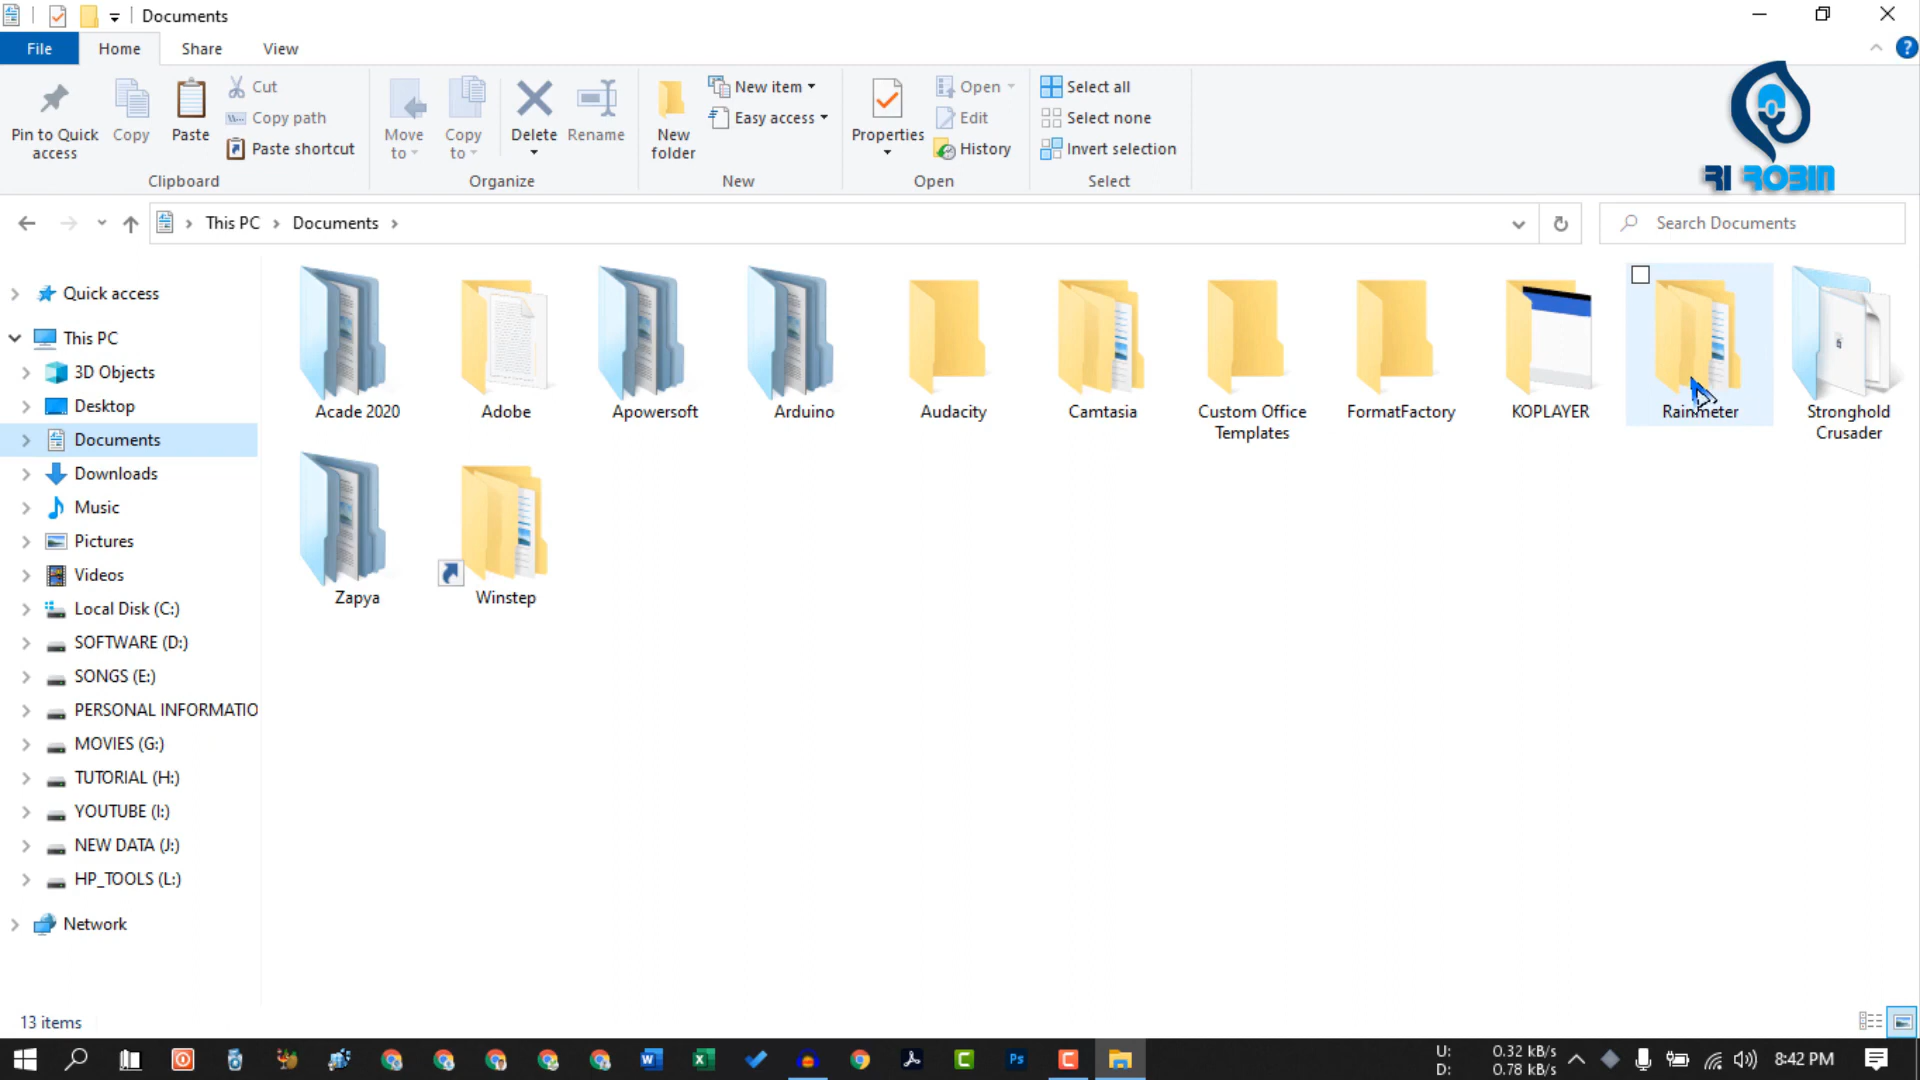 Documents
File Home Share View
Pin to Quick access
Copy
Paste
Cut
Copy path
Paste shortcut
Clipboard
Move to
Copy to
Delete
Rename
Organize
New folder
New item
Easy access
New
Properties
Open
Edit
History
Open
Select all
Select none
Invert selection
Select
RI ROBIN
This PC > Documents >
Search Documents
Quick access
This PC
3D Objects
Desktop
Documents
Downloads
Music
Pictures
Videos
Local Disk (C:)
SOFTWARE (D:)
SONGS (E:)
PERSONAL INFORMATIO
MOVIES (G:)
TUTORIAL (H:)
YOUTUBE (I:)
NEW DATA (J:)
HP_TOOLS (L:)
Network
Acade 2020
Adobe
Apowersoft
Arduino
Audacity
Camtasia
Custom Office
Templates
FormatFactory
KOPLAYER
Rainmeter
Stronghold
Crusader
Zapya
Winstep
13 items
U: 0.32 kB/s
D: 0.78 kB/s
8:42 PM